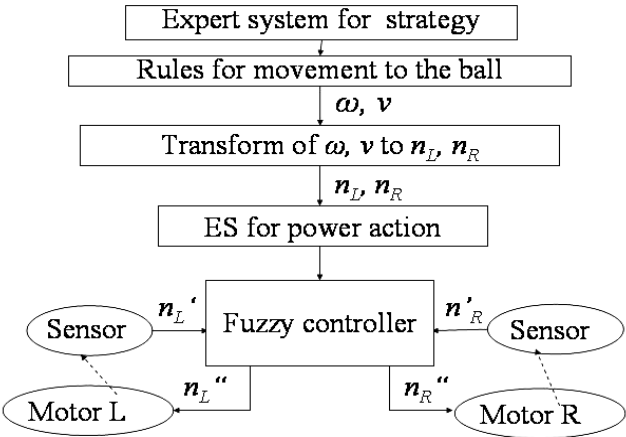 Expert system for strategy
Rules for movement to the ball
ω, v
Transform of ω, v to nL, nR
nL, nR
ES for power action
nL‘
n’R
Sensor
Fuzzy controller
Sensor
nL“
nR“
Motor L
Motor R